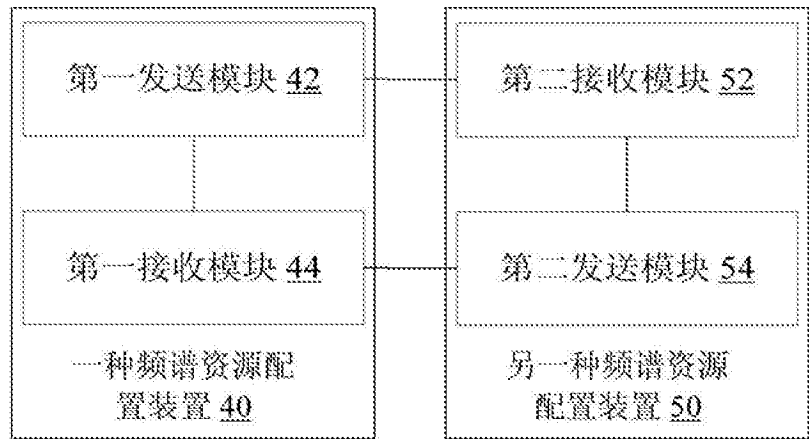 第一发送模块 42
第二接收模块 52
第一接收模块 44
第二发送模块 54
一种频谱资源配
置装置 40
另一种频谱资源
配置装置 50